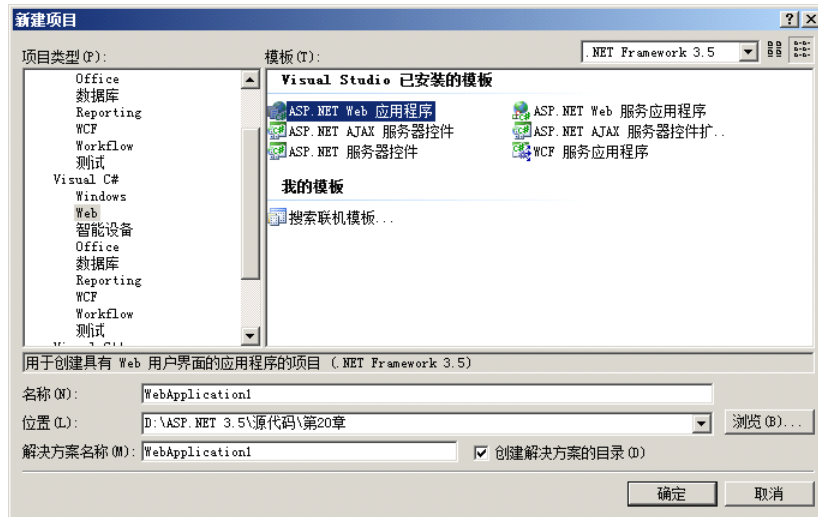 新建项目
项目类型(P):
模板(T):
.NET Framework 3.5
Office
数据库
Reporting
WCF
Workflow
测试
Visual C#
Windows
Web
智能设备
Office
数据库
Reporting
WCF
Workflow
测试
Visual Studio 已安装的模板
ASP.NET Web 应用程序
ASP.NET Web 服务应用程序
ASP.NET AJAX 服务器控件
ASP.NET AJAX 服务器控件扩..
ASP.NET 服务器控件
WCF 服务应用程序
我的模板
搜索联机模板...
用于创建具有 Web 用户界面的应用程序的项目 (.NET Framework 3.5)
名称(N):
WebApplication1
位置(L):
D:\ASP.NET 3.5\源代码\第20章
浏览(B)...
解决方案名称(M):
WebApplication1
创建解决方案的目录(D)
确定
取消